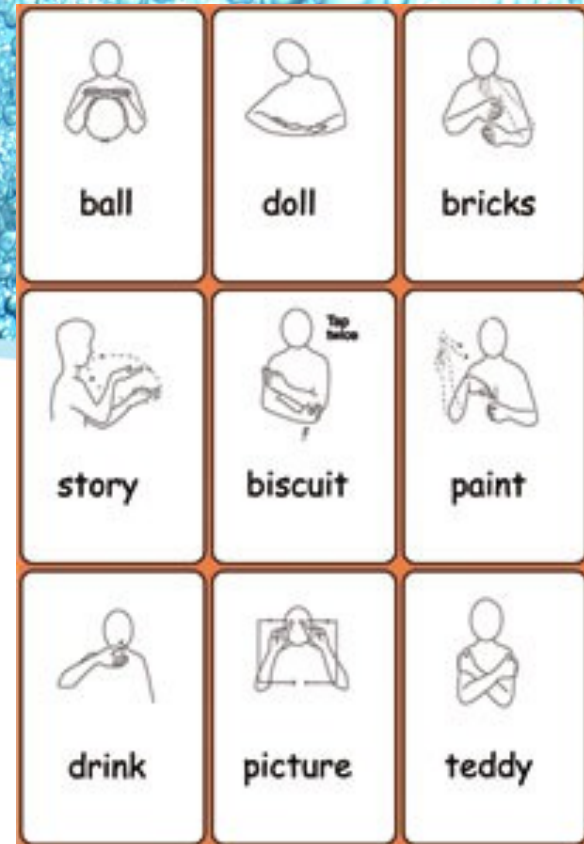 ball
doll
bricks
story
Tap
twice
biscuit
paint
drink
picture
teddy